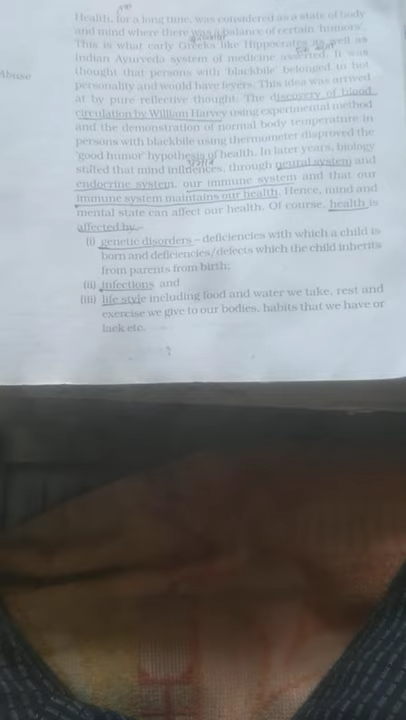 Health, for a long time, was considered as a state of body
and mind where there was a balance of certain 'humors'.
This is what early Greeks like Hippocrates as well as
Indian Ayurveda system of medicine asserted. It was
thought that persons with 'blackbile' belonged to hot
Abuse
personality and would have fevers. This idea was arrived
at by pure reflective thought. The discovery of blood
circulation by William Harvey using experimental method
and the demonstration of normal body temperature in
persons with blackbile using thermometer disproved the
'good humor' hypothesis of health. In later years, biology
stated that mind influences, through neural system and
endocrine system, our immune system and that our
immune system maintains our health. Hence, mind and
mental state can affect our health. Of course, health is
affected by –
(i) genetic disorders – deficiencies with which a child is
born and deficiencies/defects which the child inherits
from parents from birth;
(ii) infections and
(iii) life style including food and water we take, rest and
exercise we give to our bodies, habits that we have or
lack etc.